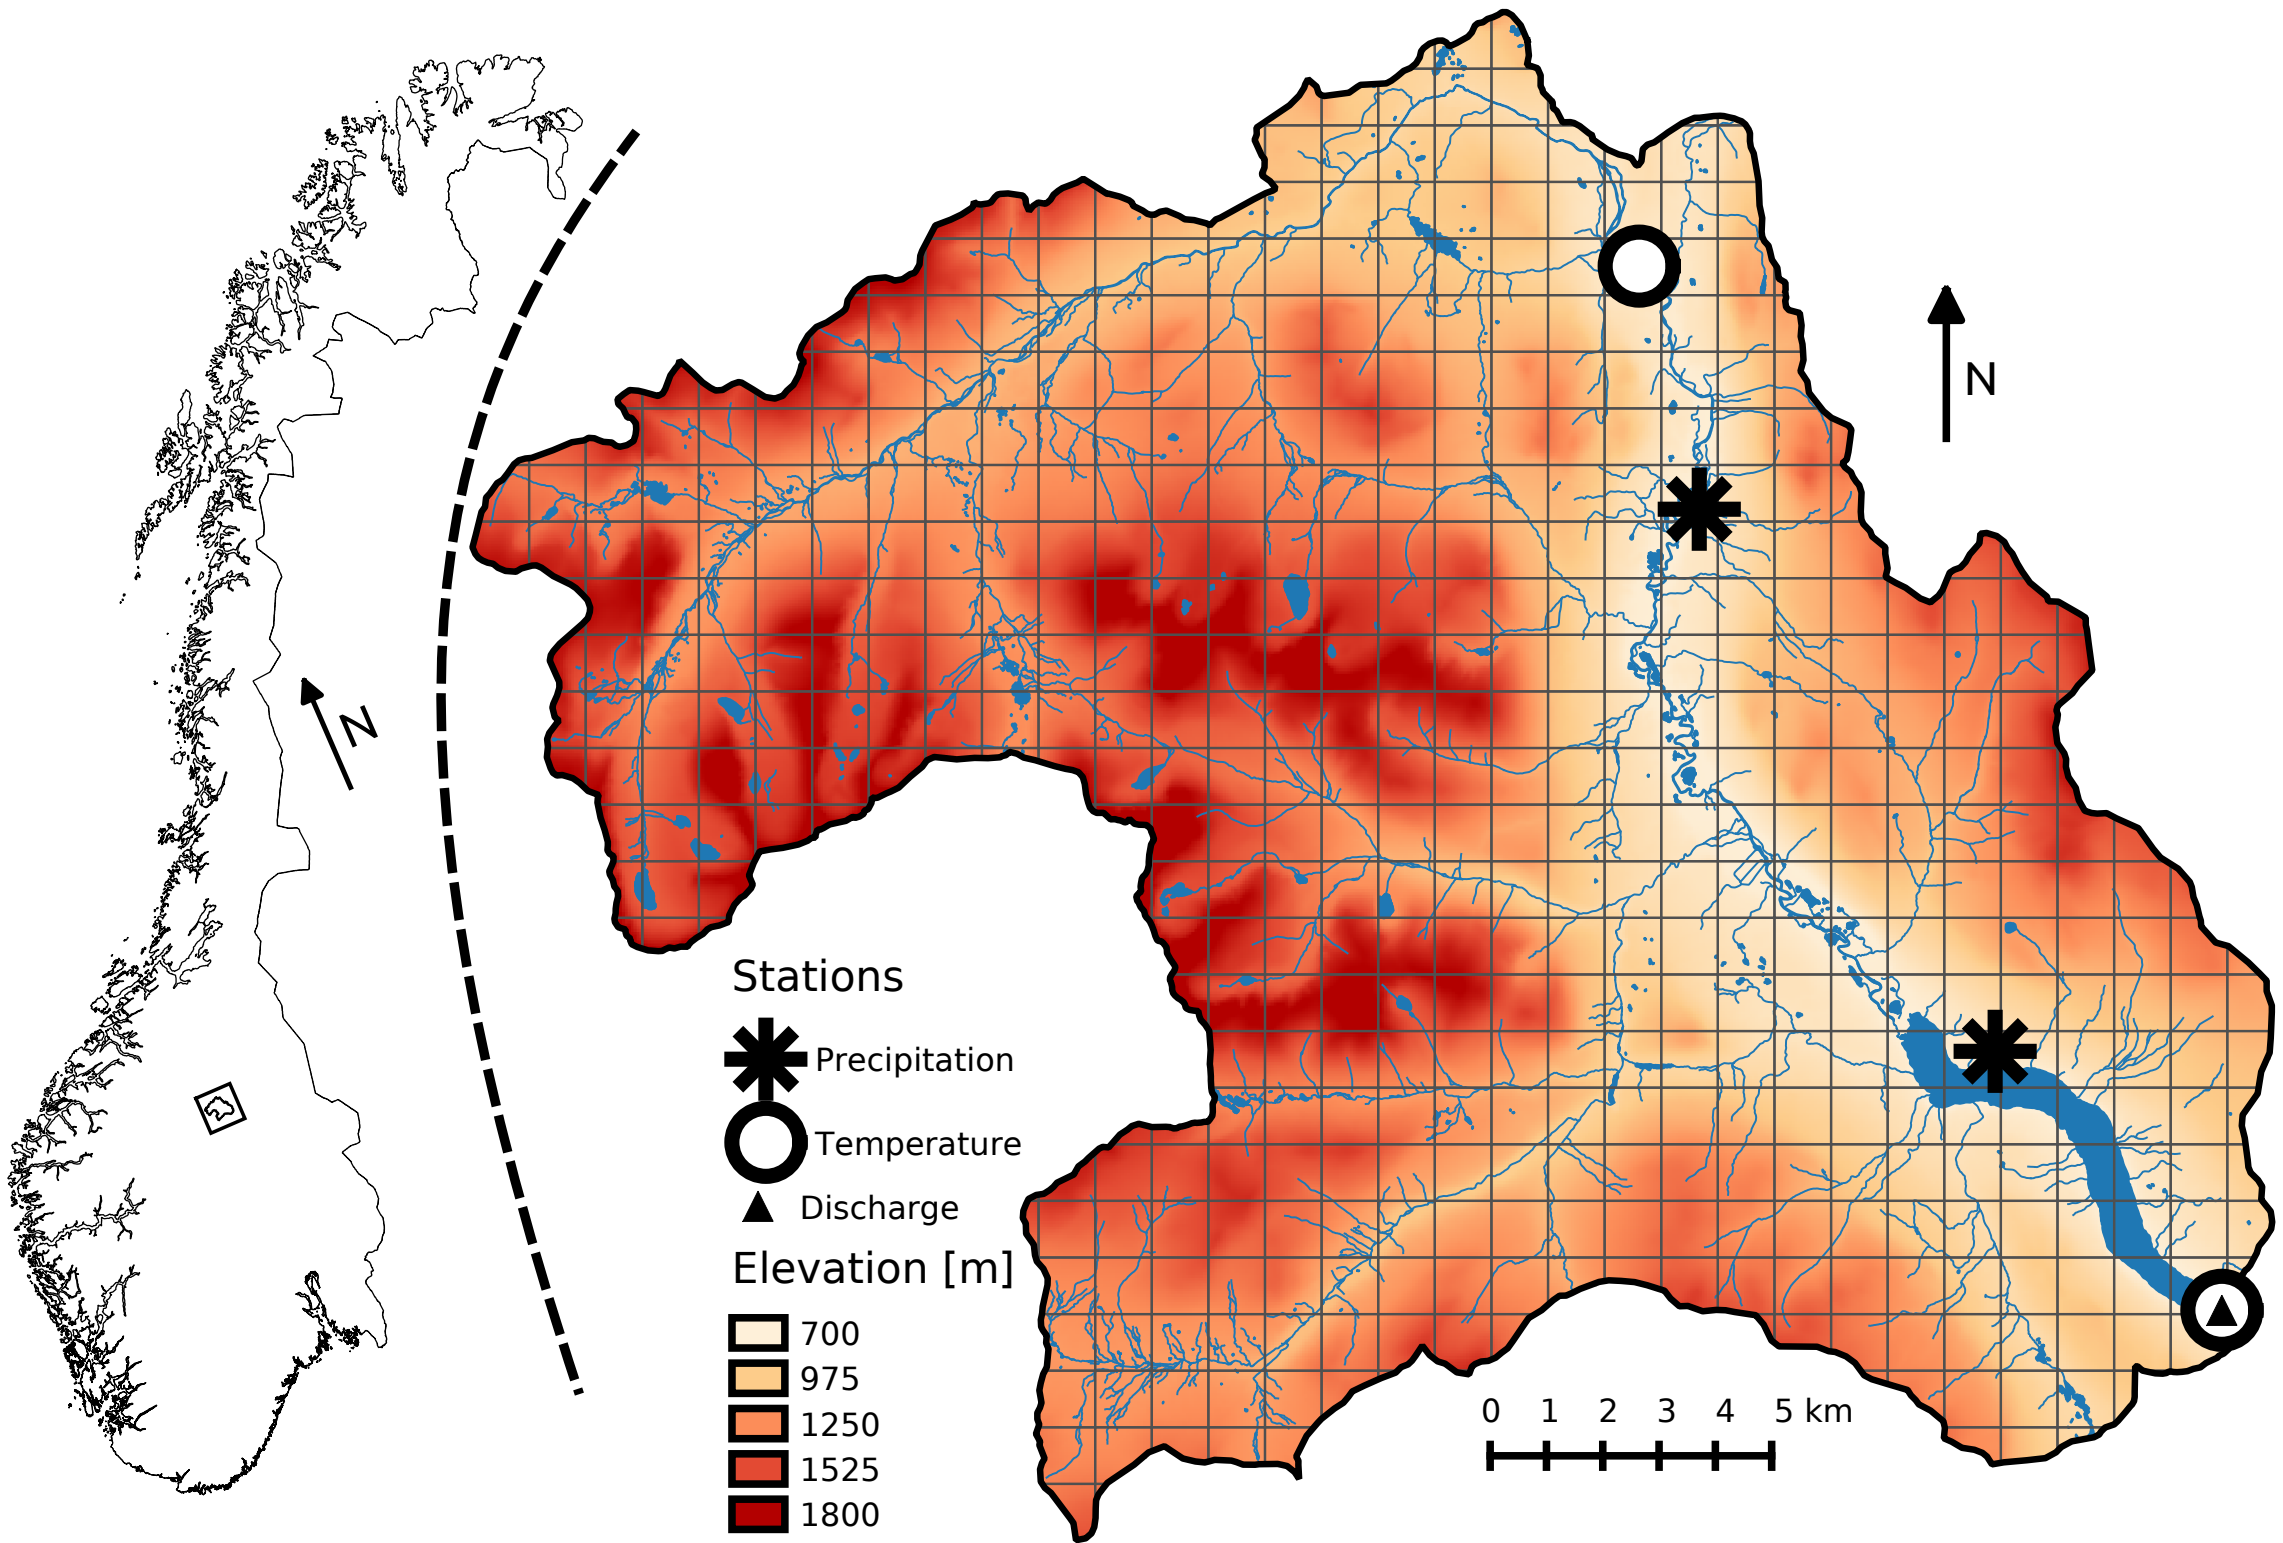 N
N
Stations
Precipitation
Temperature
Discharge
Elevation [m]
700
975
1250
1525
1800
0 1 2 3 4 5 km